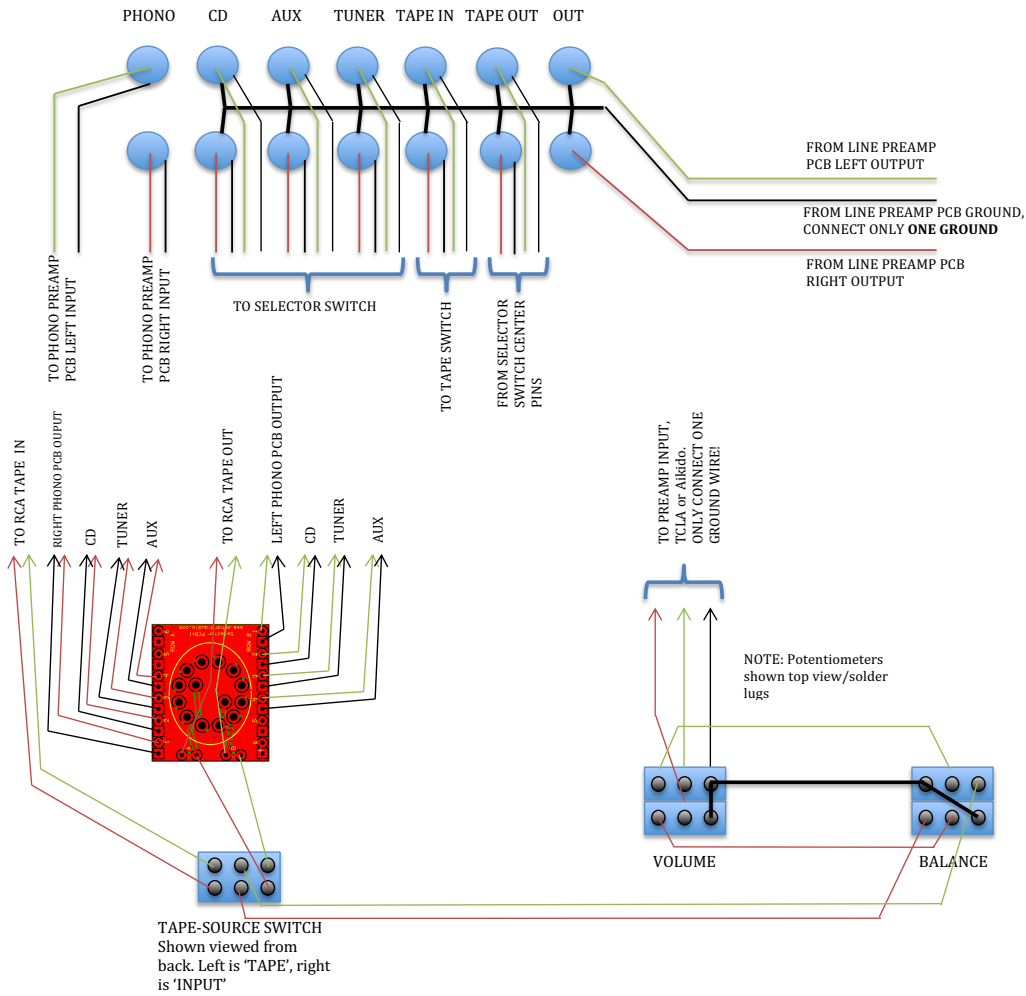 PHONO CD AUX TUNER TAPE IN TAPE OUT OUT
FROM LINE PREAMP
PCB LEFT OUTPUT
FROM LINE PREAMP PCB GROUND,
CONNECT ONLY ONE GROUND
FROM LINE PREAMP PCB
RIGHT OUTPUT
TO PHONO PREAMP
PCB LEFT INPUT
TO PHONO PREAMP
PCB RIGHT INPUT
TO SELECTOR SWITCH
TO TAPE SWITCH
FROM SELECTOR
SWITCH CENTER
PINS
TO RCA TAPE IN
RIGHT PHONO PCB OUPUT
CD
TUNER
AUX
TO RCA TAPE OUT
LEFT PHONO PCB OUTPUT
CD
TUNER
AUX
TO PREAMP INPUT,
TCLA or Aikido.
ONLY CONNECT ONE
GROUND WIRE!
ROW A
ROW B
NOTE: Potentiometers
shown top view/solder
lugs
VOLUME
BALANCE
TAPE-SOURCE SWITCH
Shown viewed from
back. Left is ‘TAPE’, right
is ‘INPUT’